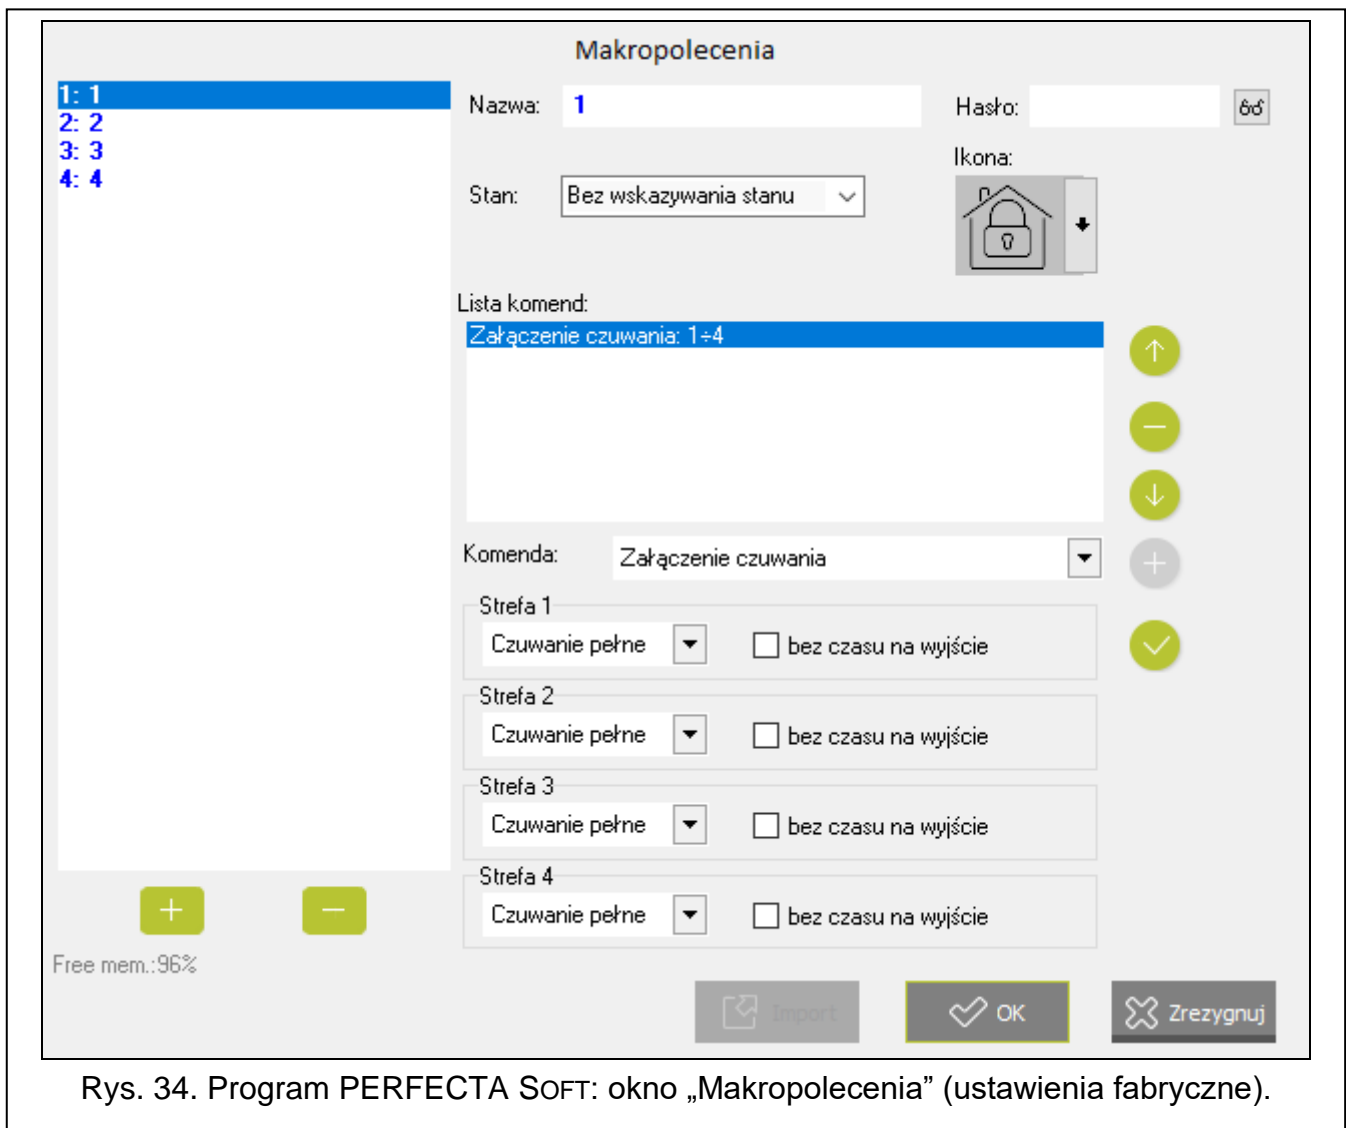 Makropolecenia
1: 1
2: 2
3: 3
4: 4
Nazwa: 1
Hasło:
Ikona:
Stan: Bez wskazywania stanu
Lista komend:
Załączenie czuwania: 1÷4
Komenda: Załączenie czuwania
Strefa 1
Czuwanie pełne bez czasu na wyjście
Strefa 2
Czuwanie pełne bez czasu na wyjście
Strefa 3
Czuwanie pełne bez czasu na wyjście
Strefa 4
Czuwanie pełne bez czasu na wyjście
Free mem.:96%
Import OK Zrezygnuj
Rys. 34. Program PERFECTA SOFT: okno „Makropolecenia” (ustawienia fabryczne).